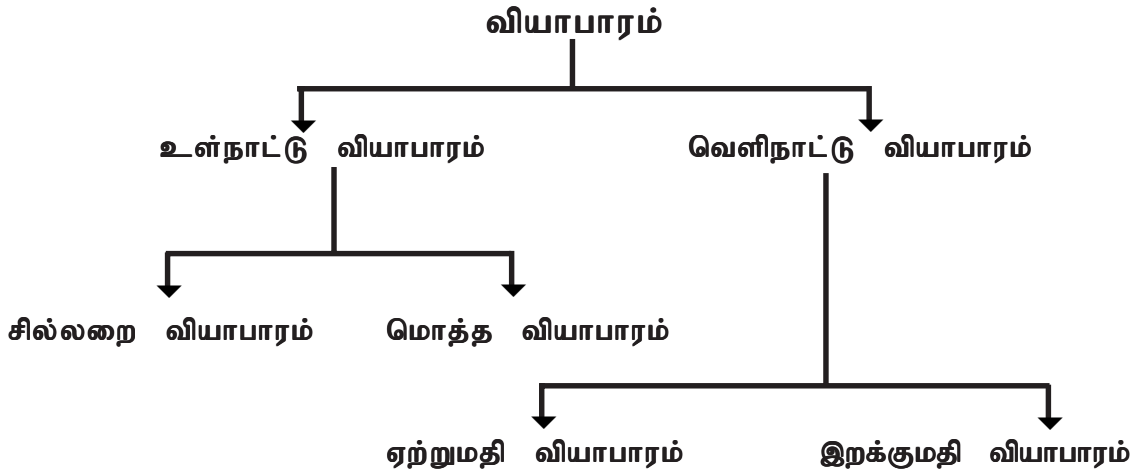 வியாபாரம்
உள்நாட்டு வியாபாரம்
வெளிநாட்டு வியாபாரம்
சில்லறை வியாபாரம்
மொத்த வியாபாரம்
ஏற்றுமதி வியாபாரம்
இறக்குமதி வியாபாரம்